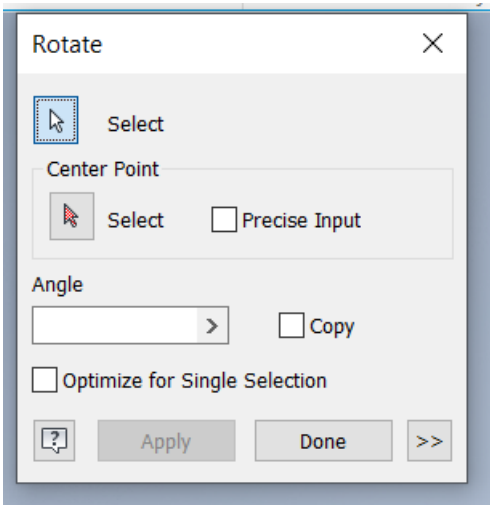 Rotate
Select
Center Point
Select Precise Input
Angle
>
Copy
Optimize for Single Selection
? Apply Done >>